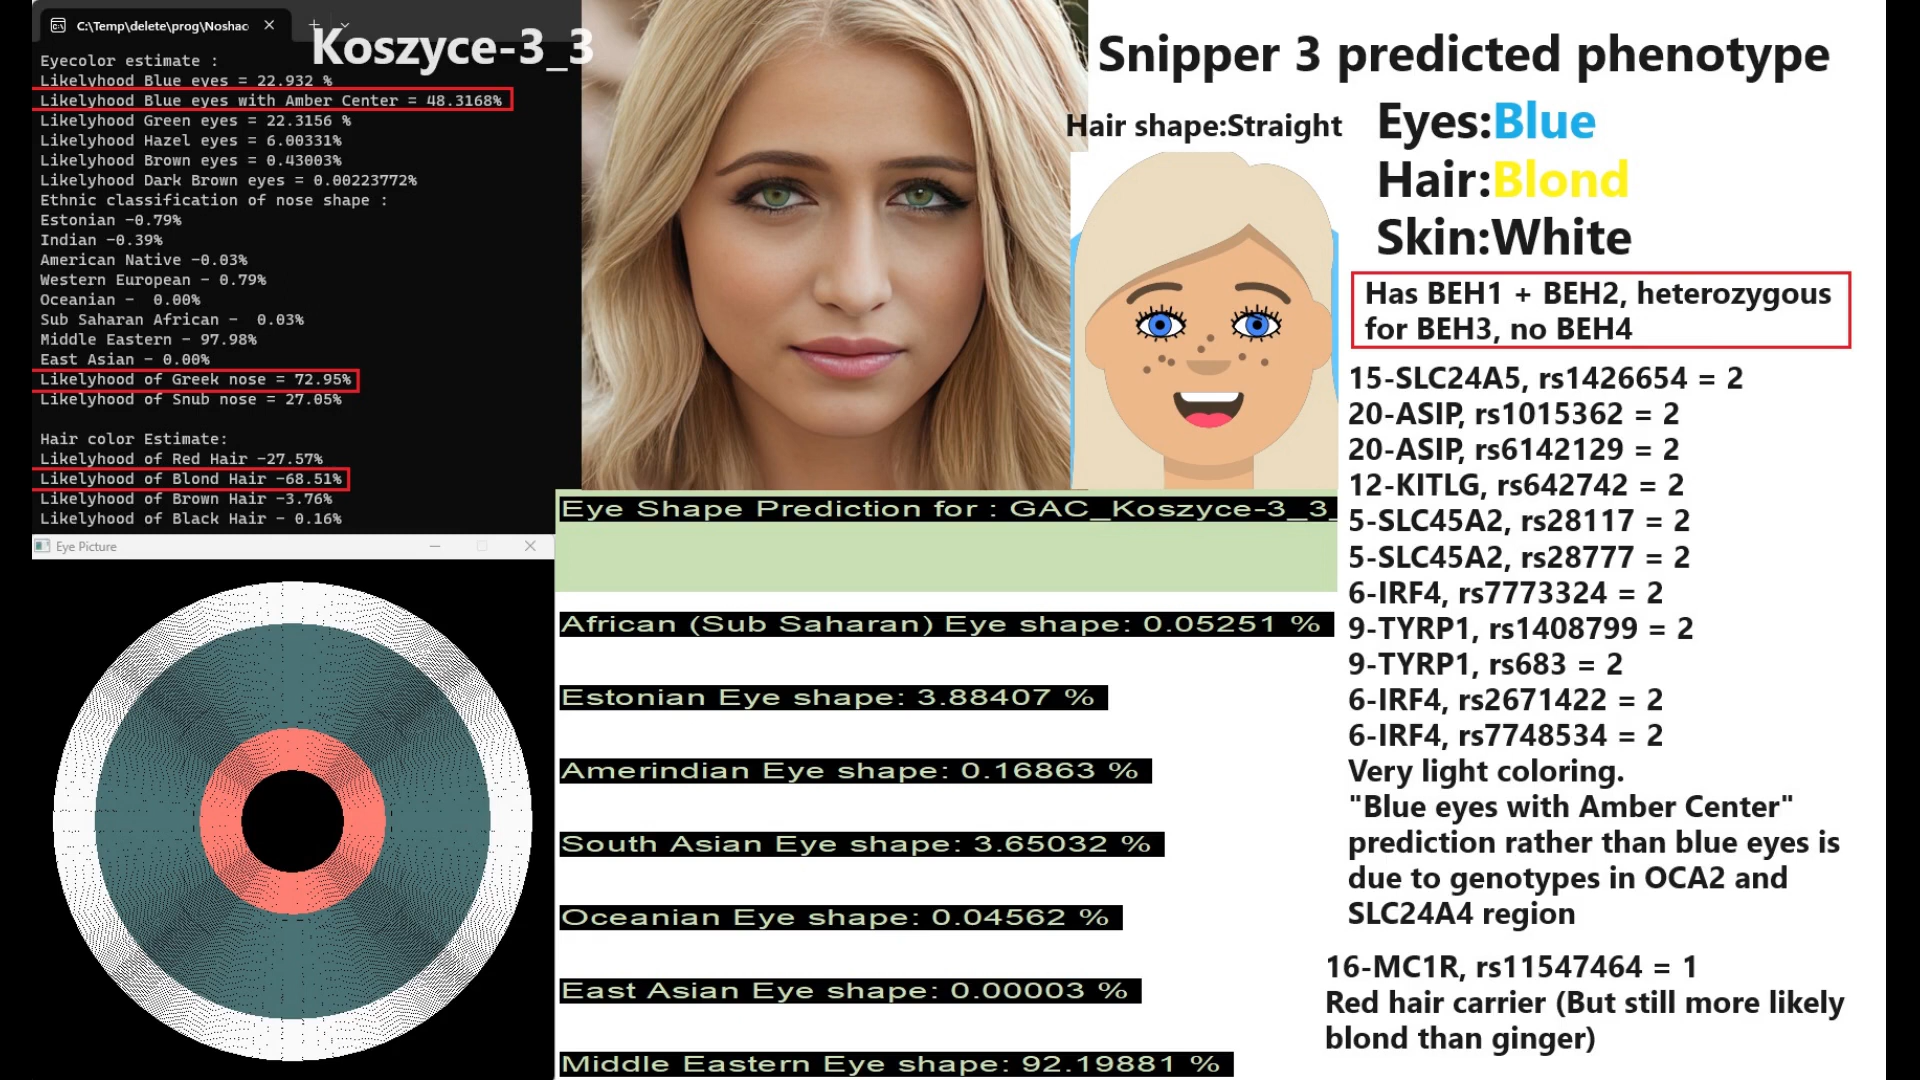 C:\Temp\delete\prog\Noshac
Koszyce-3_3
Eyecolor estimate :
Likelyhood Blue eyes = 22.932 %
Likelyhood Blue eyes with Amber Center = 48.3168%
Likelyhood Green eyes = 22.3156 %
Likelyhood Hazel eyes = 6.00331%
Likelyhood Brown eyes = 0.43003%
Likelyhood Dark Brown eyes = 0.00223772%
Ethnic classification of nose shape :
Estonian -0.79%
Indian -0.39%
American Native -0.03%
Western European - 0.79%
Oceanian -  0.00%
Sub Saharan African -  0.03%
Middle Eastern - 97.98%
East Asian - 0.00%
Likelyhood of Greek nose = 72.95%
Likelyhood of Snub nose = 27.05%
Hair color Estimate:
Likelyhood of Red Hair -27.57%
Likelyhood of Blond Hair -68.51%
Likelyhood of Brown Hair -3.76%
Likelyhood of Black Hair - 0.16%
Eye Picture
Eye Shape Prediction for : GAC_Koszyce-3_3_
African (Sub Saharan) Eye shape: 0.05251 %
Estonian Eye shape: 3.88407 %
Amerindian Eye shape: 0.16863 %
South Asian Eye shape: 3.65032 %
Oceanian Eye shape: 0.04562 %
East Asian Eye shape: 0.00003 %
Middle Eastern Eye shape: 92.19881 %
Snipper 3 predicted phenotype
Hair shape:Straight
Eyes:Blue
Hair:Blond
Skin:White
Has BEH1 + BEH2, heterozygous
for BEH3, no BEH4
15-SLC24A5, rs1426654 = 2
20-ASIP, rs1015362 = 2
20-ASIP, rs6142129 = 2
12-KITLG, rs642742 = 2
5-SLC45A2, rs28117 = 2
5-SLC45A2, rs28777 = 2
6-IRF4, rs7773324 = 2
9-TYRP1, rs1408799 = 2
9-TYRP1, rs683 = 2
6-IRF4, rs2671422 = 2
6-IRF4, rs7748534 = 2
Very light coloring.
"Blue eyes with Amber Center"
prediction rather than blue eyes is
due to genotypes in OCA2 and
SLC24A4 region
16-MC1R, rs11547464 = 1
Red hair carrier (But still more likely
blond than ginger)